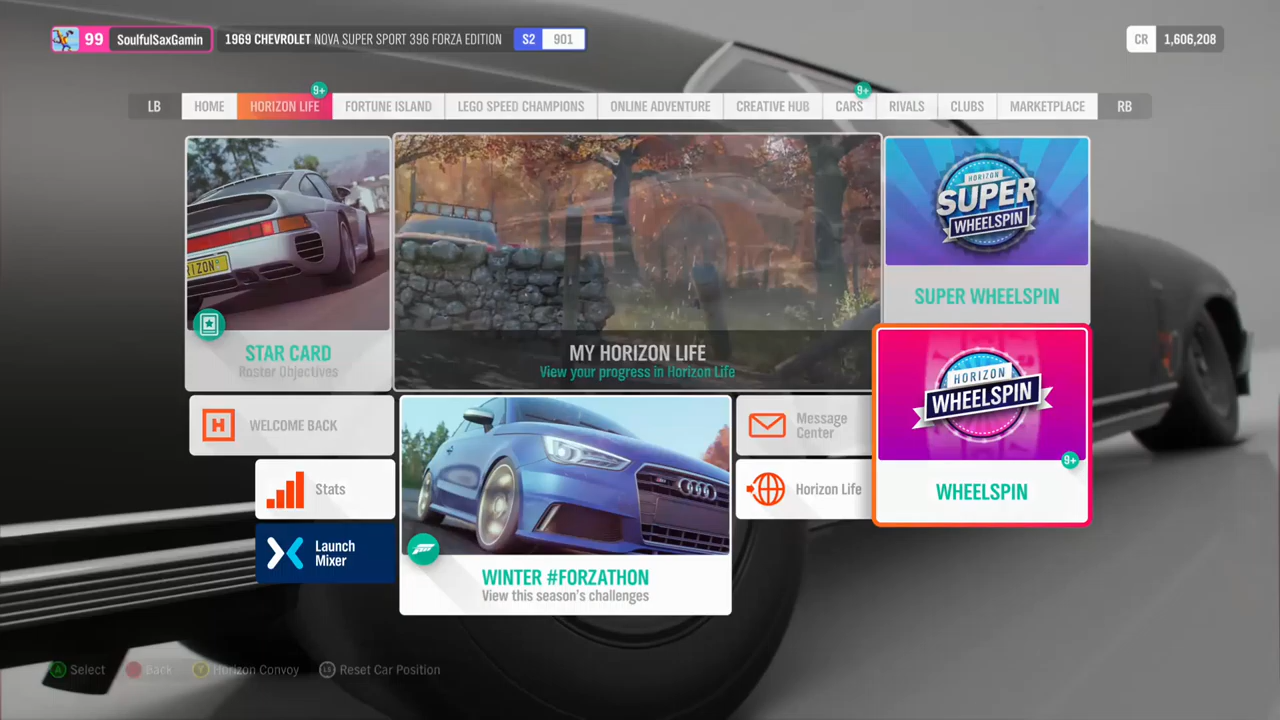 99 SoulfulSaxGamin
1969 CHEVROLET NOVA SUPER SPORT 396 FORZA EDITION
S2 901
CR 1,606,208
9+
9+
LB HOME HORIZON LIFE FORTUNE ISLAND LEGO SPEED CHAMPIONS ONLINE ADVENTURE CREATIVE HUB CARS RIVALS CLUBS MARKETPLACE RB
RIZON
STAR CARD
Roster Objectives
MY HORIZON LIFE
View your progress in Horizon Life
HORIZON
SUPER
WHEELSPIN
SUPER WHEELSPIN
H WELCOME BACK
Stats
Launch
Mixer
WINTER #FORZATHON
View this season's challenges
Message
Center
Horizon Life
HORIZON
WHEELSPIN
9+
WHEELSPIN
A Select
Back
Y Horizon Convoy
LS Reset Car Position